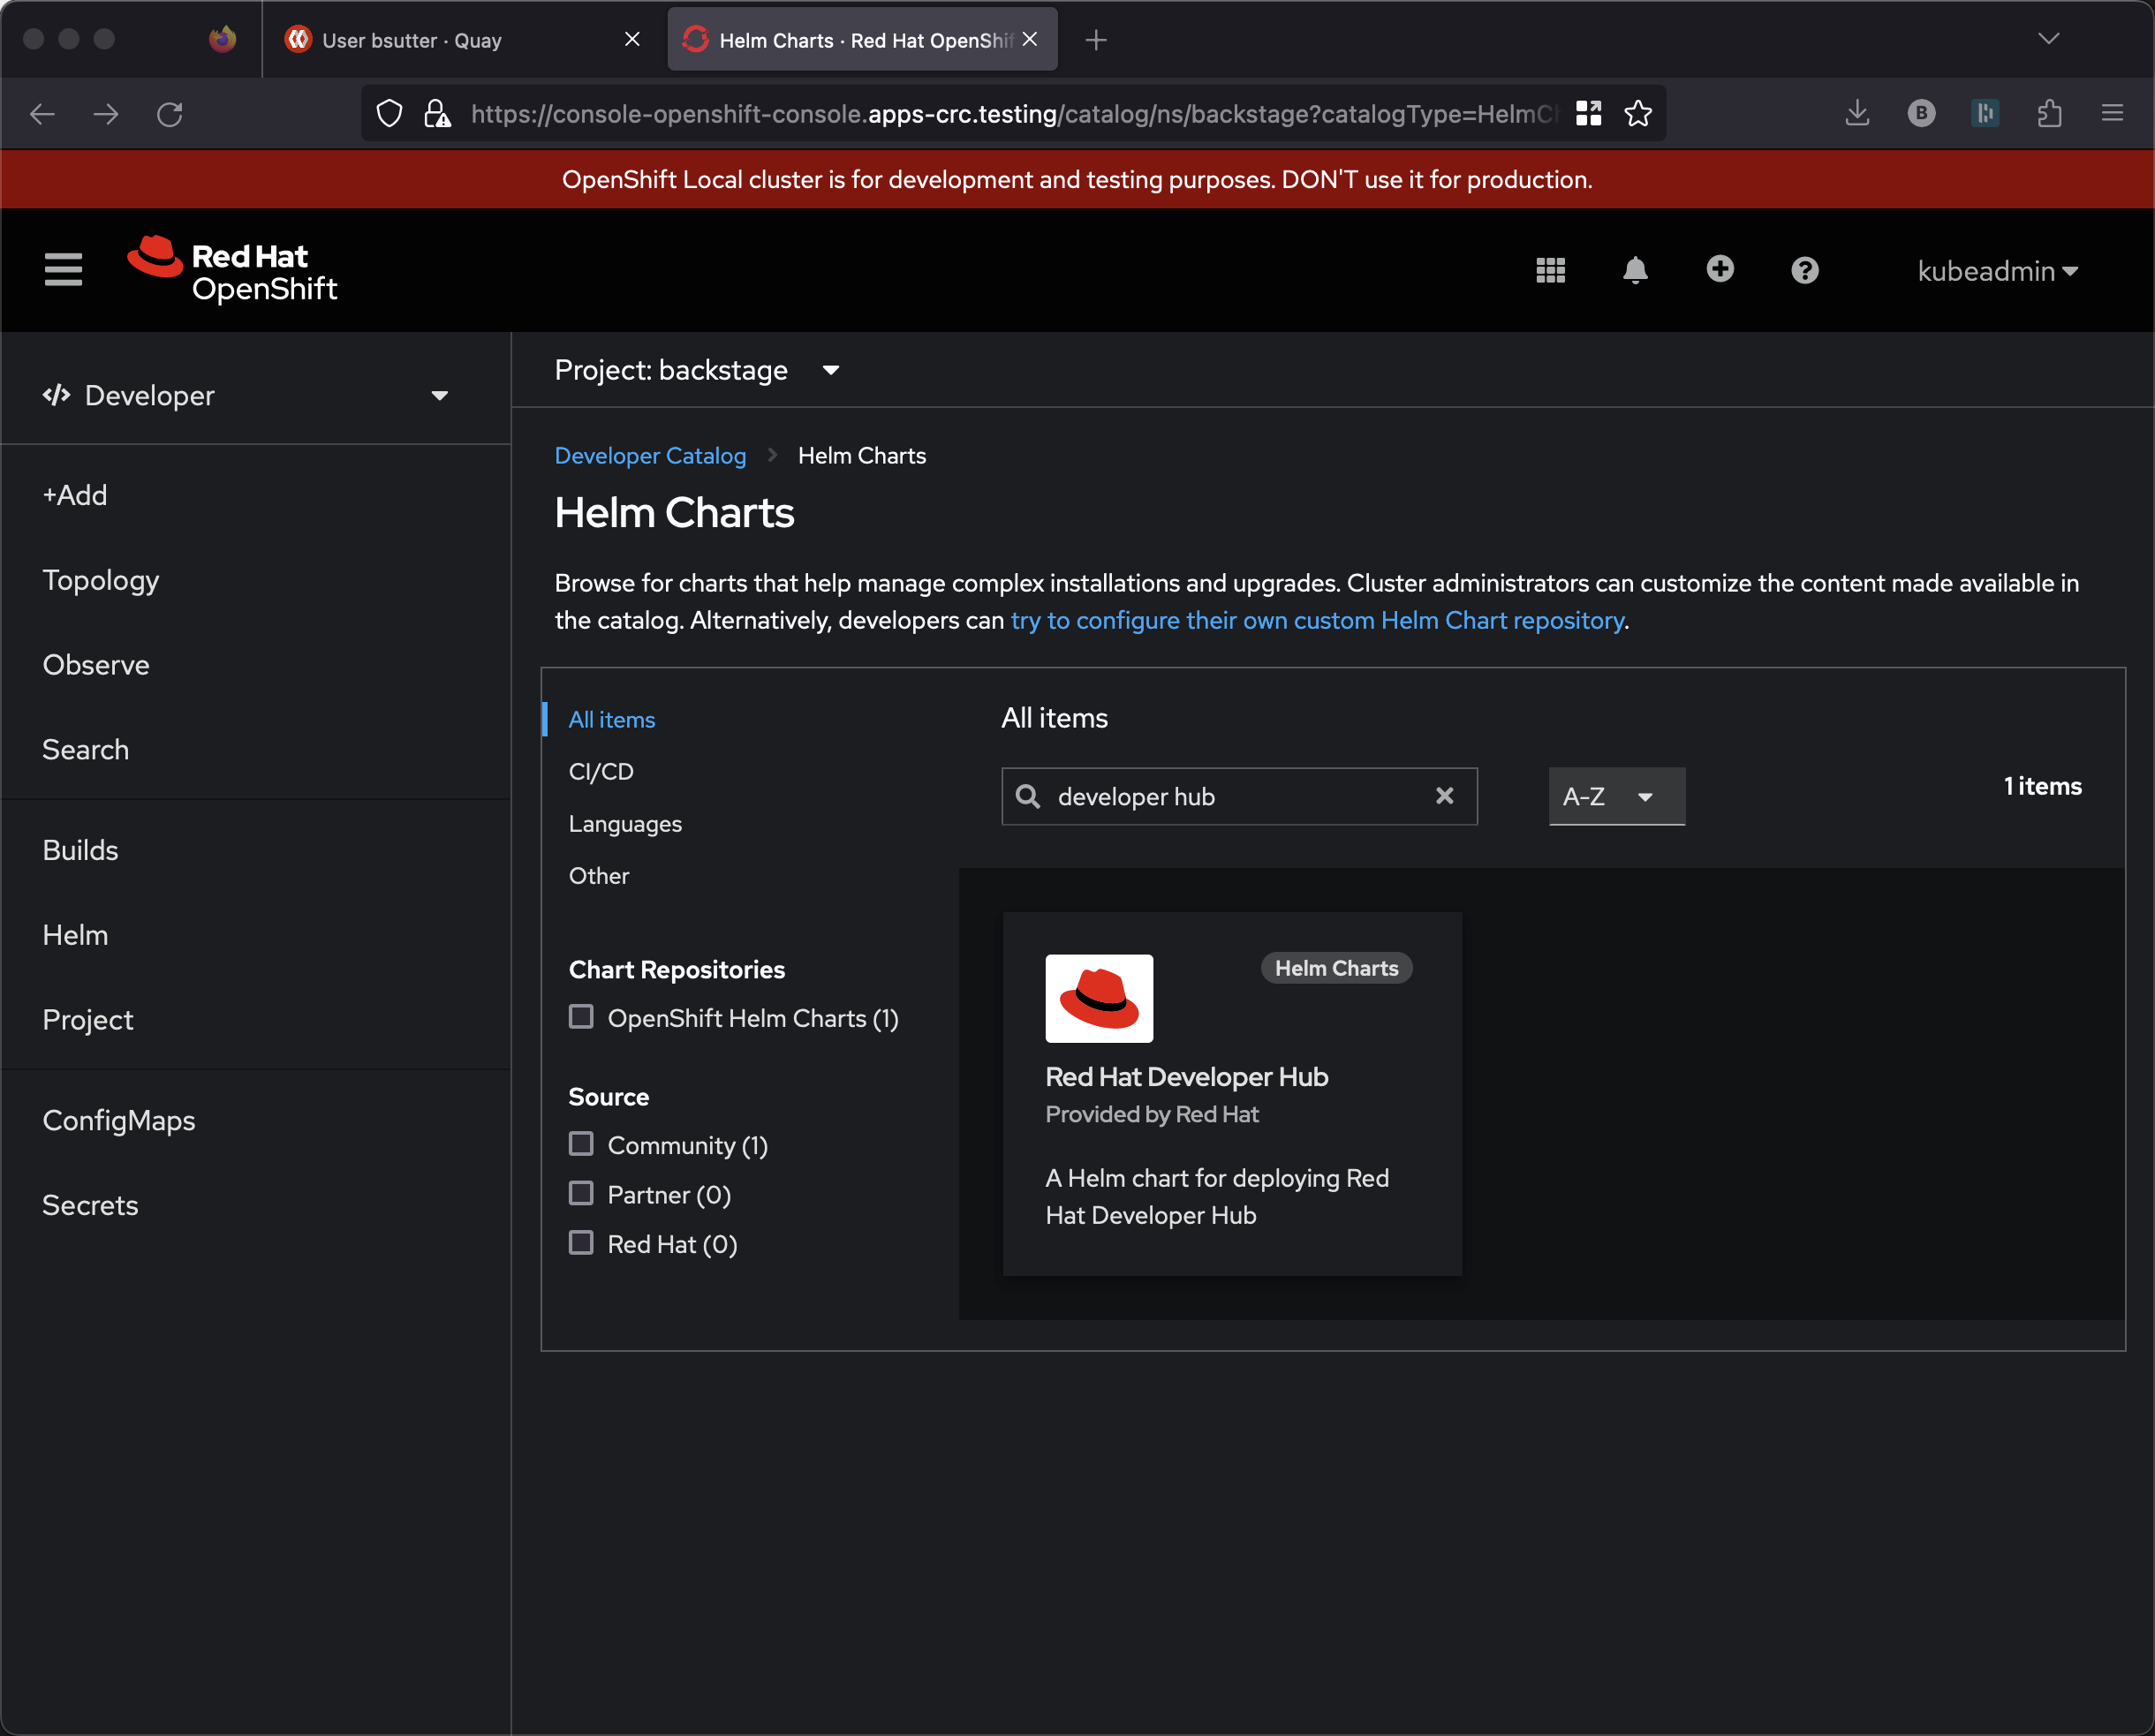 User bsutter · Quay
Helm Charts · Red Hat OpenShif
https://console-openshift-console.apps-crc.testing/catalog/ns/backstage?catalogType=HelmCh
B
OpenShift Local cluster is for development and testing purposes. DON'T use it for production.
Red Hat
OpenShift
kubeadmin
Developer
+Add
Topology
Observe
Search
Builds
Helm
Project
ConfigMaps
Secrets
Project: backstage
Developer Catalog
Helm Charts
Helm Charts
Browse for charts that help manage complex installations and upgrades. Cluster administrators can customize the content made available in
the catalog. Alternatively, developers can try to configure their own custom Helm Chart repository.
All items
CI/CD
Languages
Other
Chart Repositories
OpenShift Helm Charts (1)
Source
Community (1)
Partner (0)
Red Hat (0)
All items
developer hub
A-Z
1 items
Helm Charts
Red Hat Developer Hub
Provided by Red Hat
A Helm chart for deploying Red
Hat Developer Hub